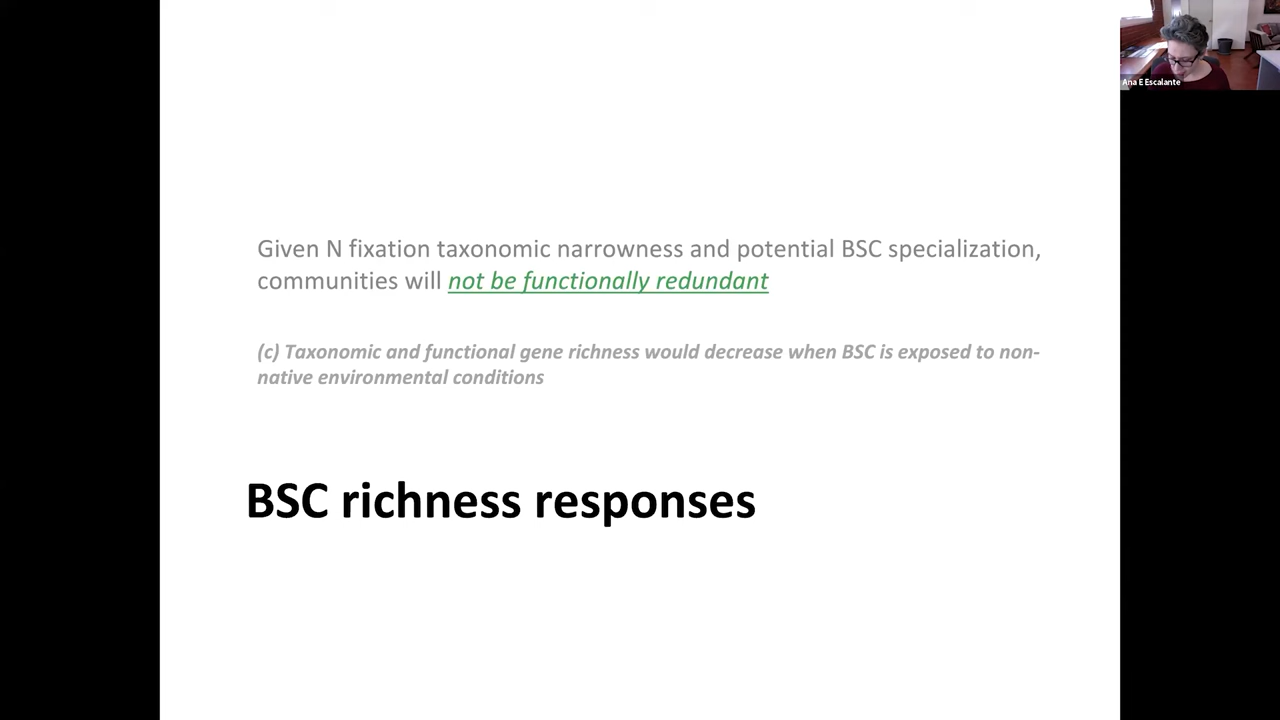 Ana E Escalante
Given N fixation taxonomic narrowness and potential BSC specialization,
communities will not be functionally redundant
(c) Taxonomic and functional gene richness would decrease when BSC is exposed to non-
native environmental conditions
BSC richness responses